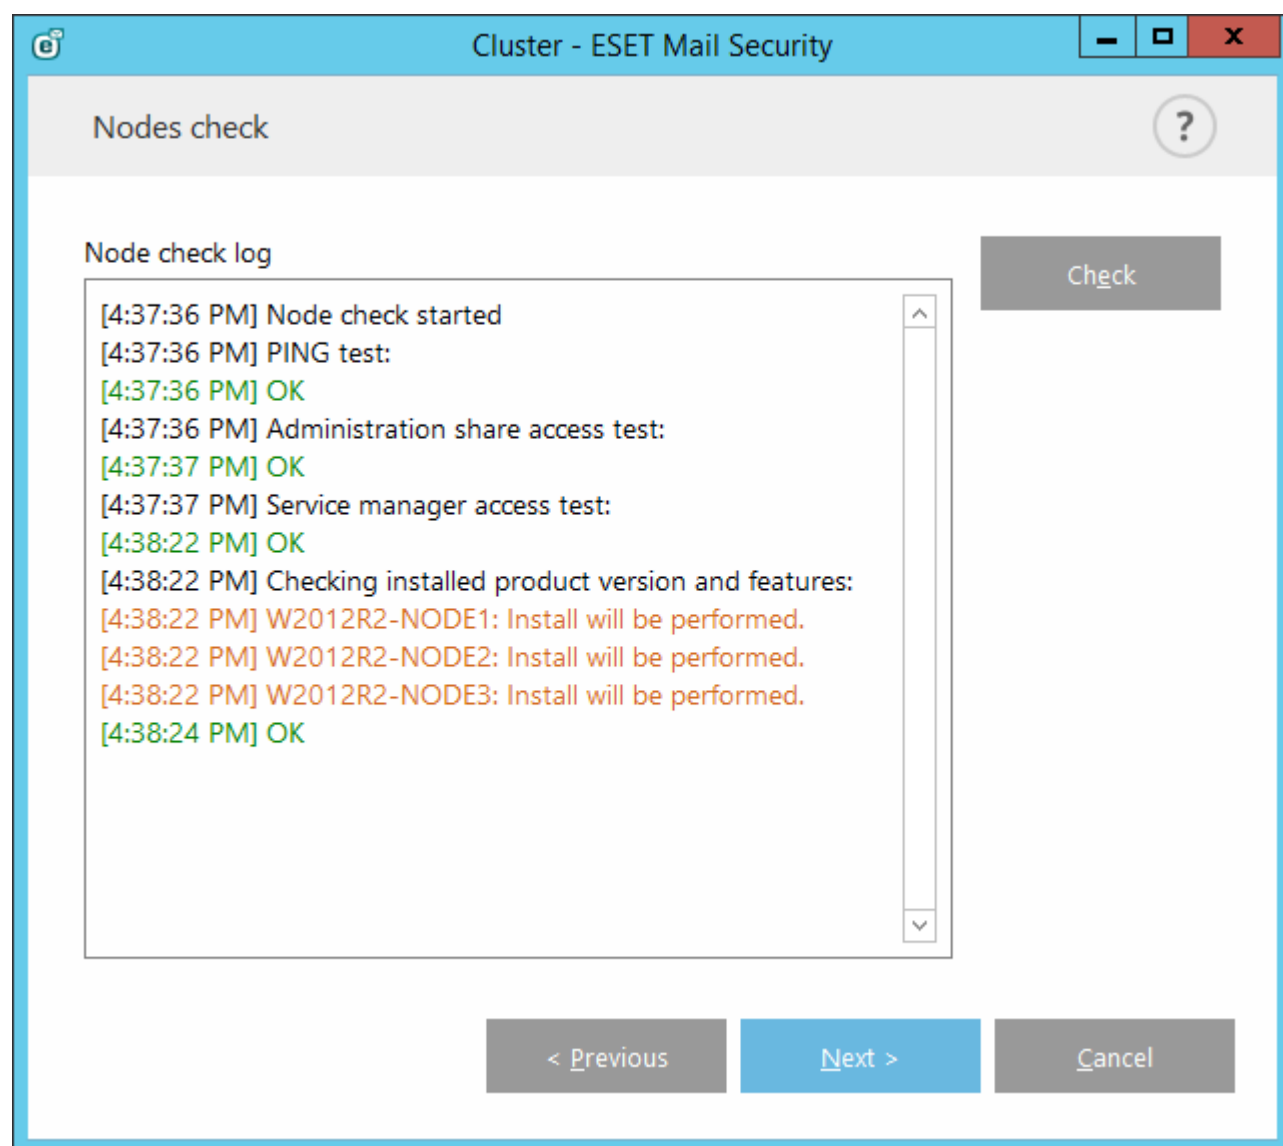 Cluster - ESET Mail Security
Nodes check
?
Node check log
Check
[4:37:36 PM] Node check started
[4:37:36 PM] PING test:
[4:37:36 PM] OK
[4:37:36 PM] Administration share access test:
[4:37:37 PM] OK
[4:37:37 PM] Service manager access test:
[4:38:22 PM] OK
[4:38:22 PM] Checking installed product version and features:
[4:38:22 PM] W2012R2-NODE1: Install will be performed.
[4:38:22 PM] W2012R2-NODE2: Install will be performed.
[4:38:22 PM] W2012R2-NODE3: Install will be performed.
[4:38:24 PM] OK
< Previous
Next >
Cancel